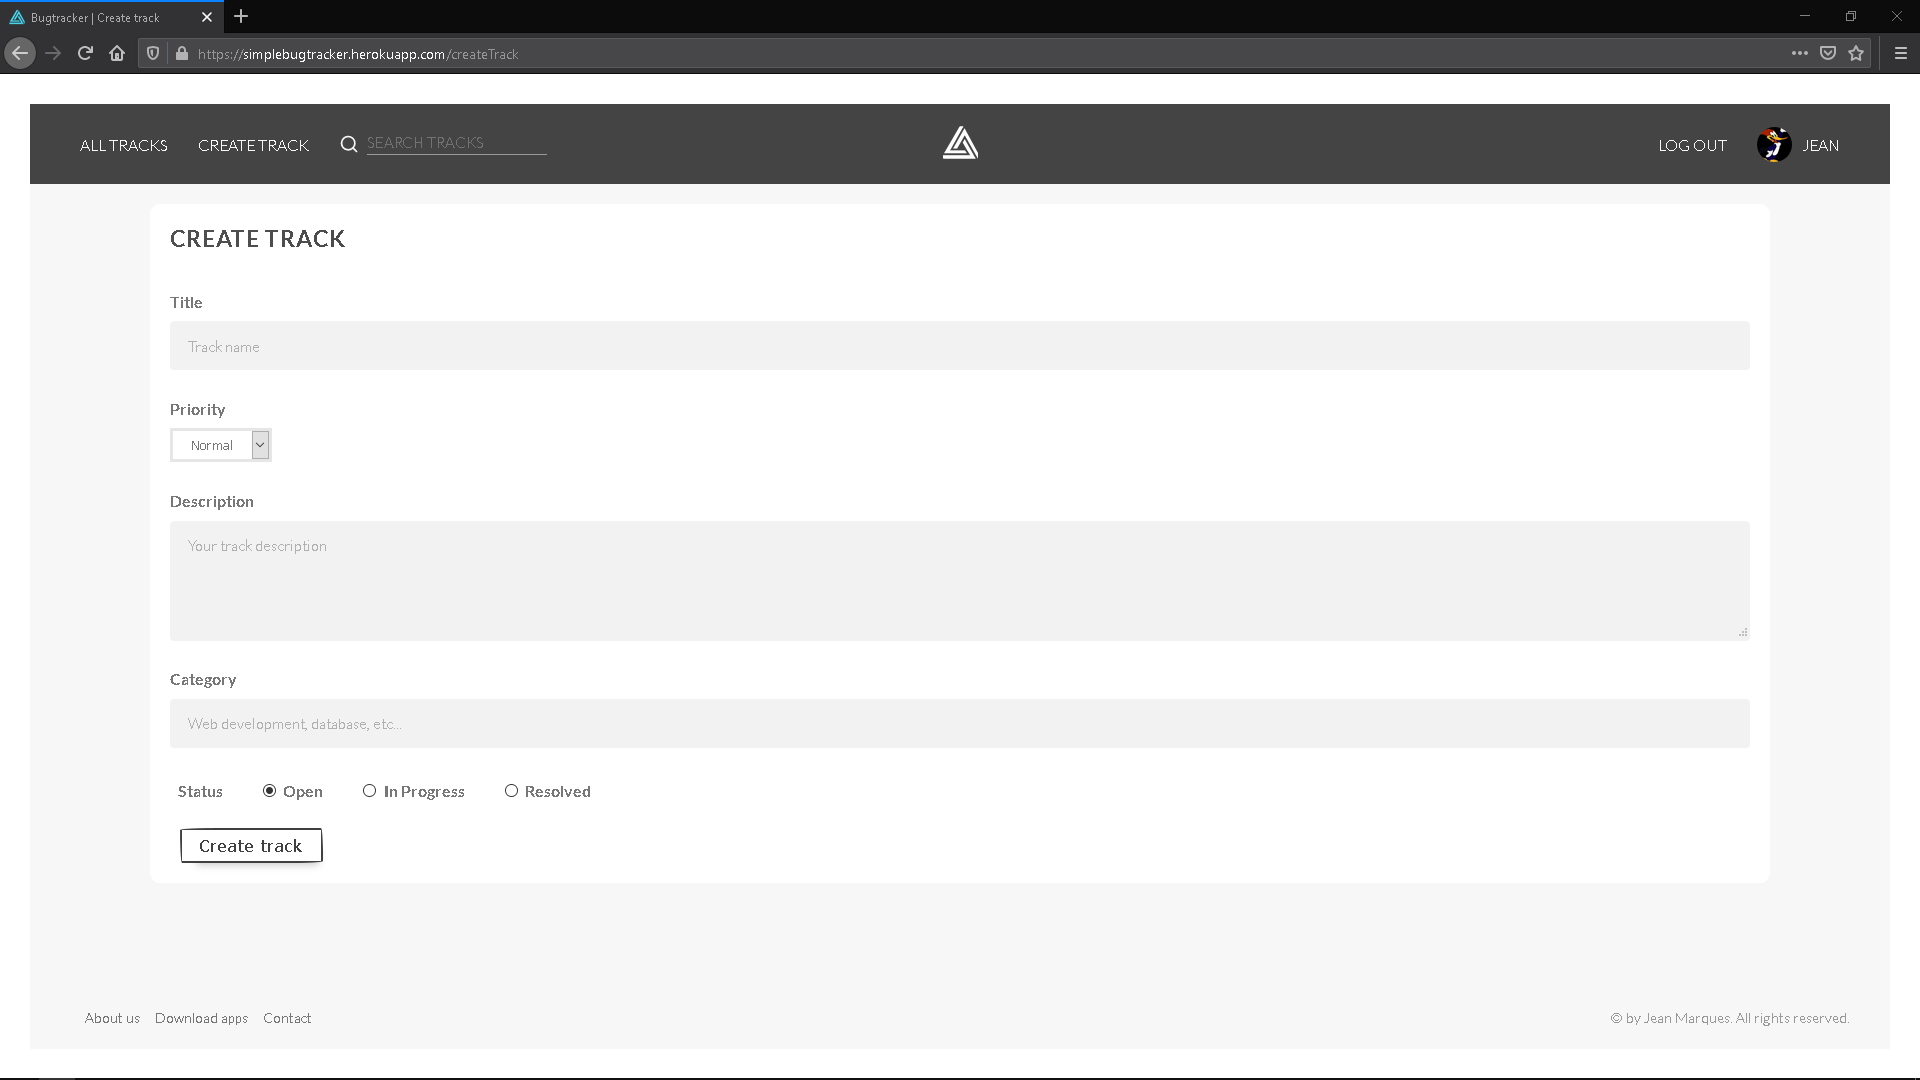 Bugtracker | Create track
https://simplebugtracker.herokuapp.com/createTrack
ALL TRACKS CREATE TRACK SEARCH TRACKS LOG OUT JEAN
CREATE TRACK
Title
Track name
Priority
Normal
Description
Your track description
Category
Web development, database, etc...
Status Open In Progress Resolved
Create track
About us Download apps Contact © by Jean Marques. All rights reserved.